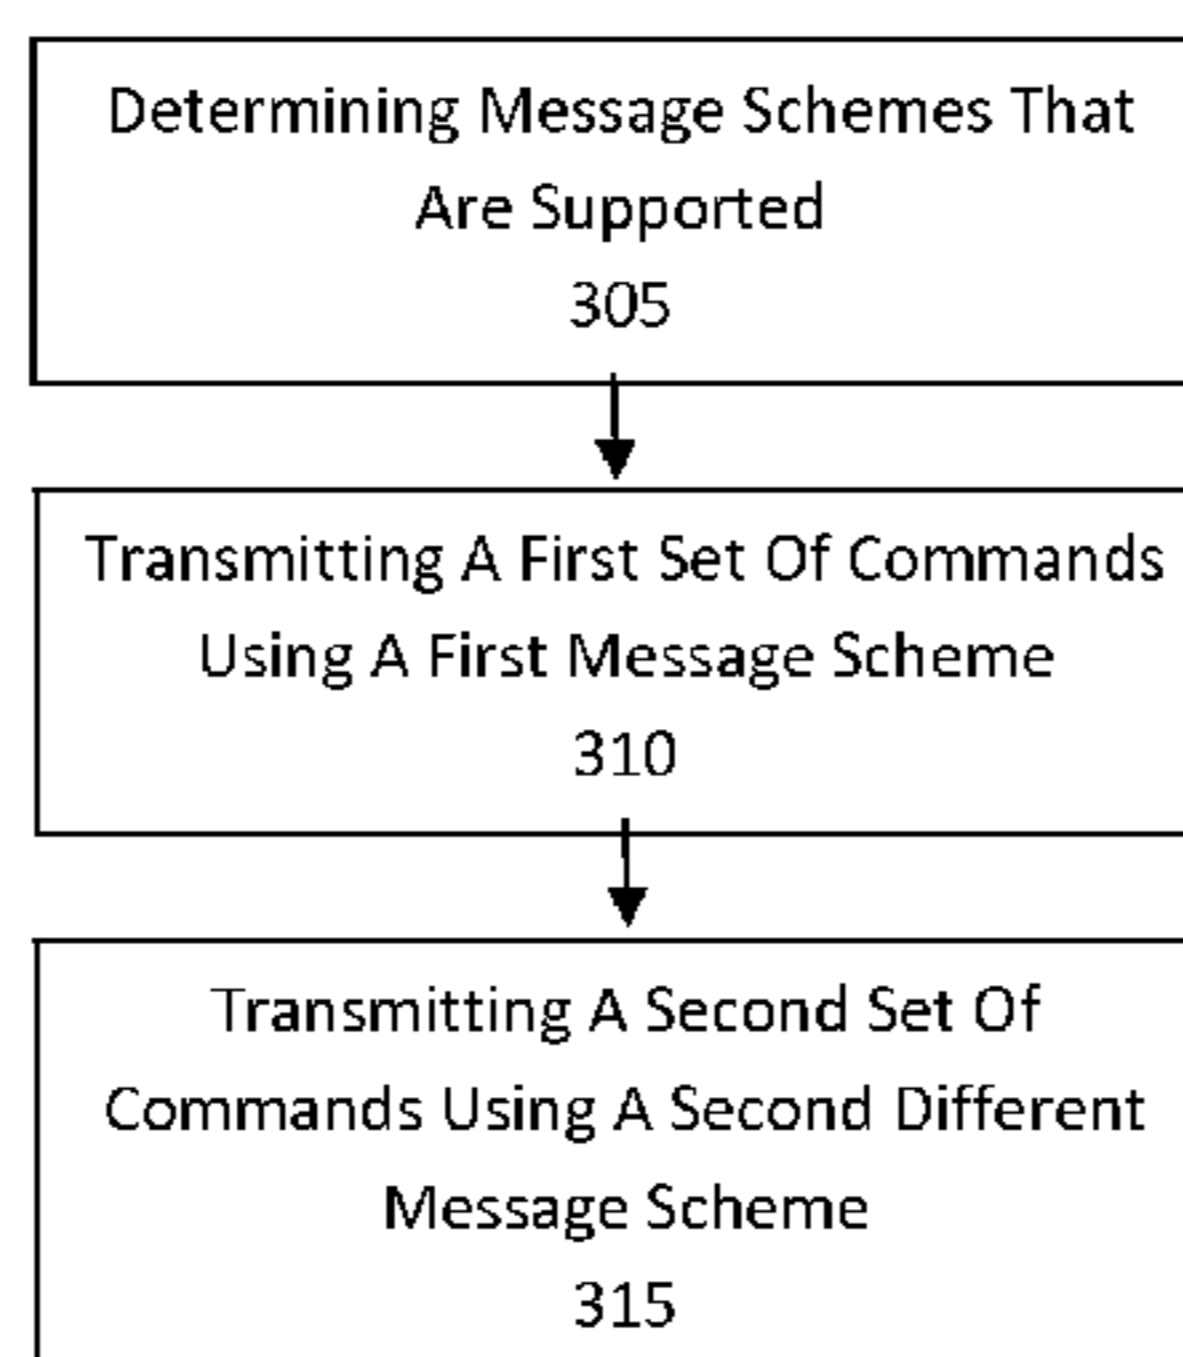 Determining Message Schemes That
Are Supported
305
Transmitting A First Set Of Commands
Using A First Message Scheme
310
Transmitting A Second Set Of
Commands Using A Second Different
Message Scheme
315